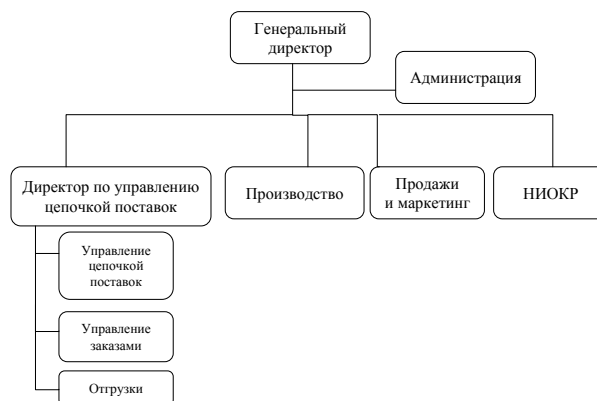 Генеральный
директор
Администрация
Директор по управлению
цепочкой поставок
Производство
Продажи
и маркетинг
НИОКР
Управление
цепочкой
поставок
Управление
заказами
Отгрузки